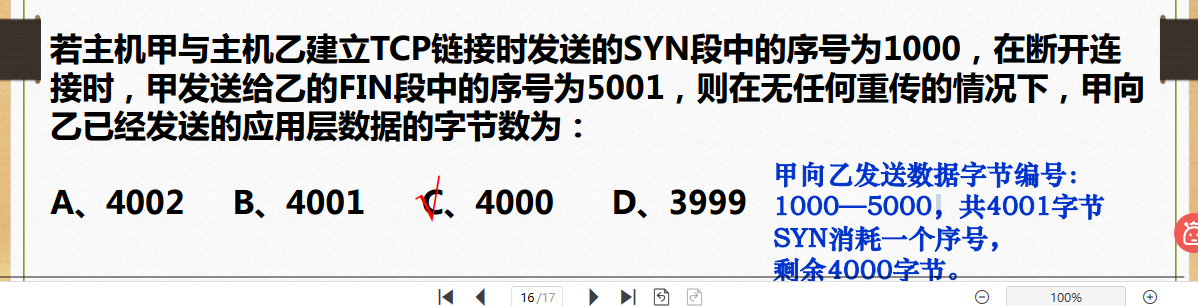 若主机甲与主机乙建立TCP链接时发送的SYN段中的序号为1000，在断开连
接时，甲发送给乙的FIN段中的序号为5001，则在无任何重传的情况下，甲向
乙已经发送的应用层数据的字节数为：
A、4002 B、4001 C、4000 D、3999
甲向乙发送数据字节编号：
1000—5000，共4001字节
SYN消耗一个序号，
剩余4000字节。
16/17
100%